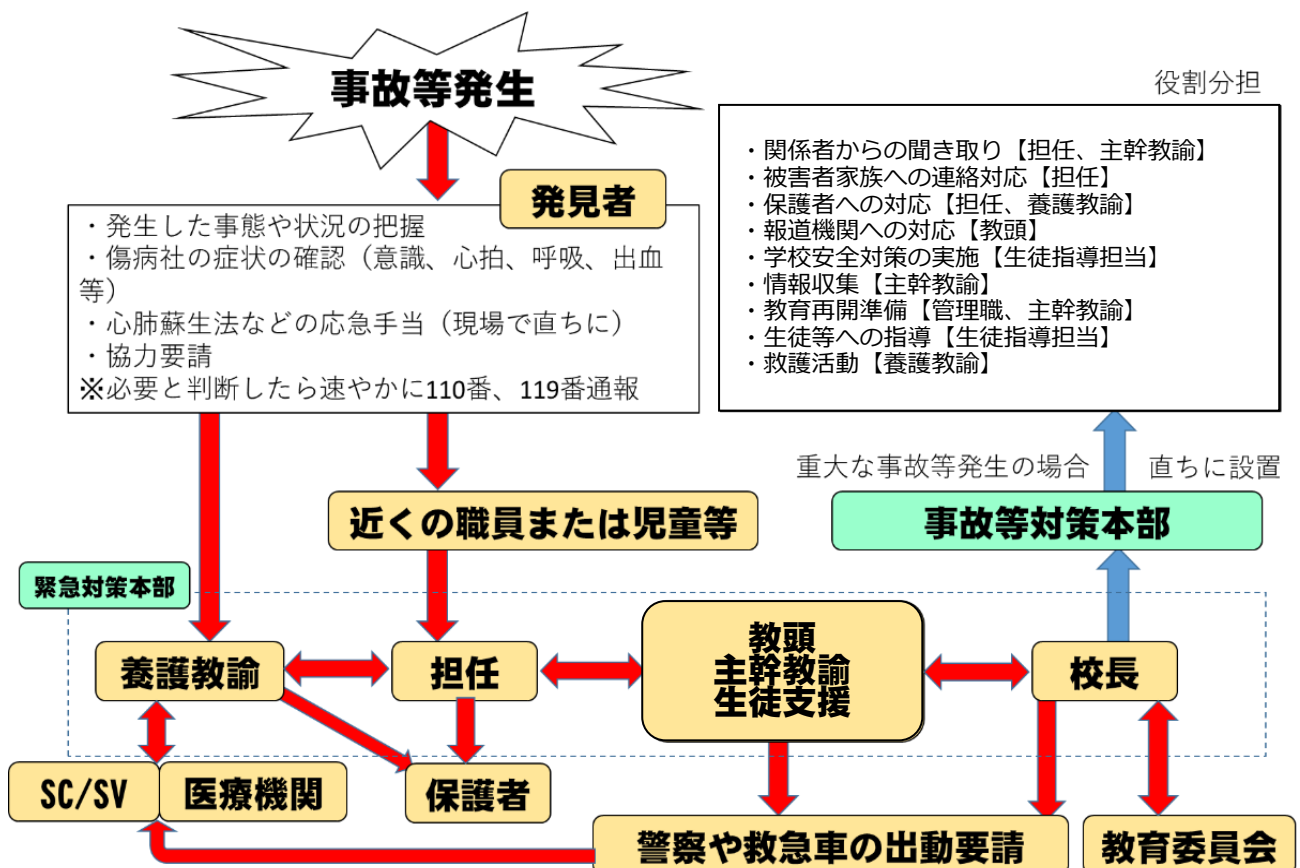 事故等発生
役割分担
・関係者からの聞き取り【担任、主幹教諭】
・被害者家族への連絡対応【担任】
・保護者への対応【担任、養護教諭】
・報道機関への対応【教頭】
・学校安全対策の実施【生徒指導担当】
・情報収集【主幹教諭】
・教育再開準備【管理職、主幹教諭】
・生徒等への指導【生徒指導担当】
・救護活動【養護教諭】
発見者
・発生した事態や状況の把握
・傷病社の症状の確認（意識、心拍、呼吸、出血
等）
・心肺蘇生法などの応急手当（現場で直ちに）
・協力要請
※必要と判断したら速やかに110番、119番通報
重大な事故等発生の場合
直ちに設置
近くの職員または児童等
事故等対策本部
緊急対策本部
養護教諭
担任
教頭
主幹教諭
生徒支援
校長
SC/SV
医療機関
保護者
警察や救急車の出動要請
教育委員会